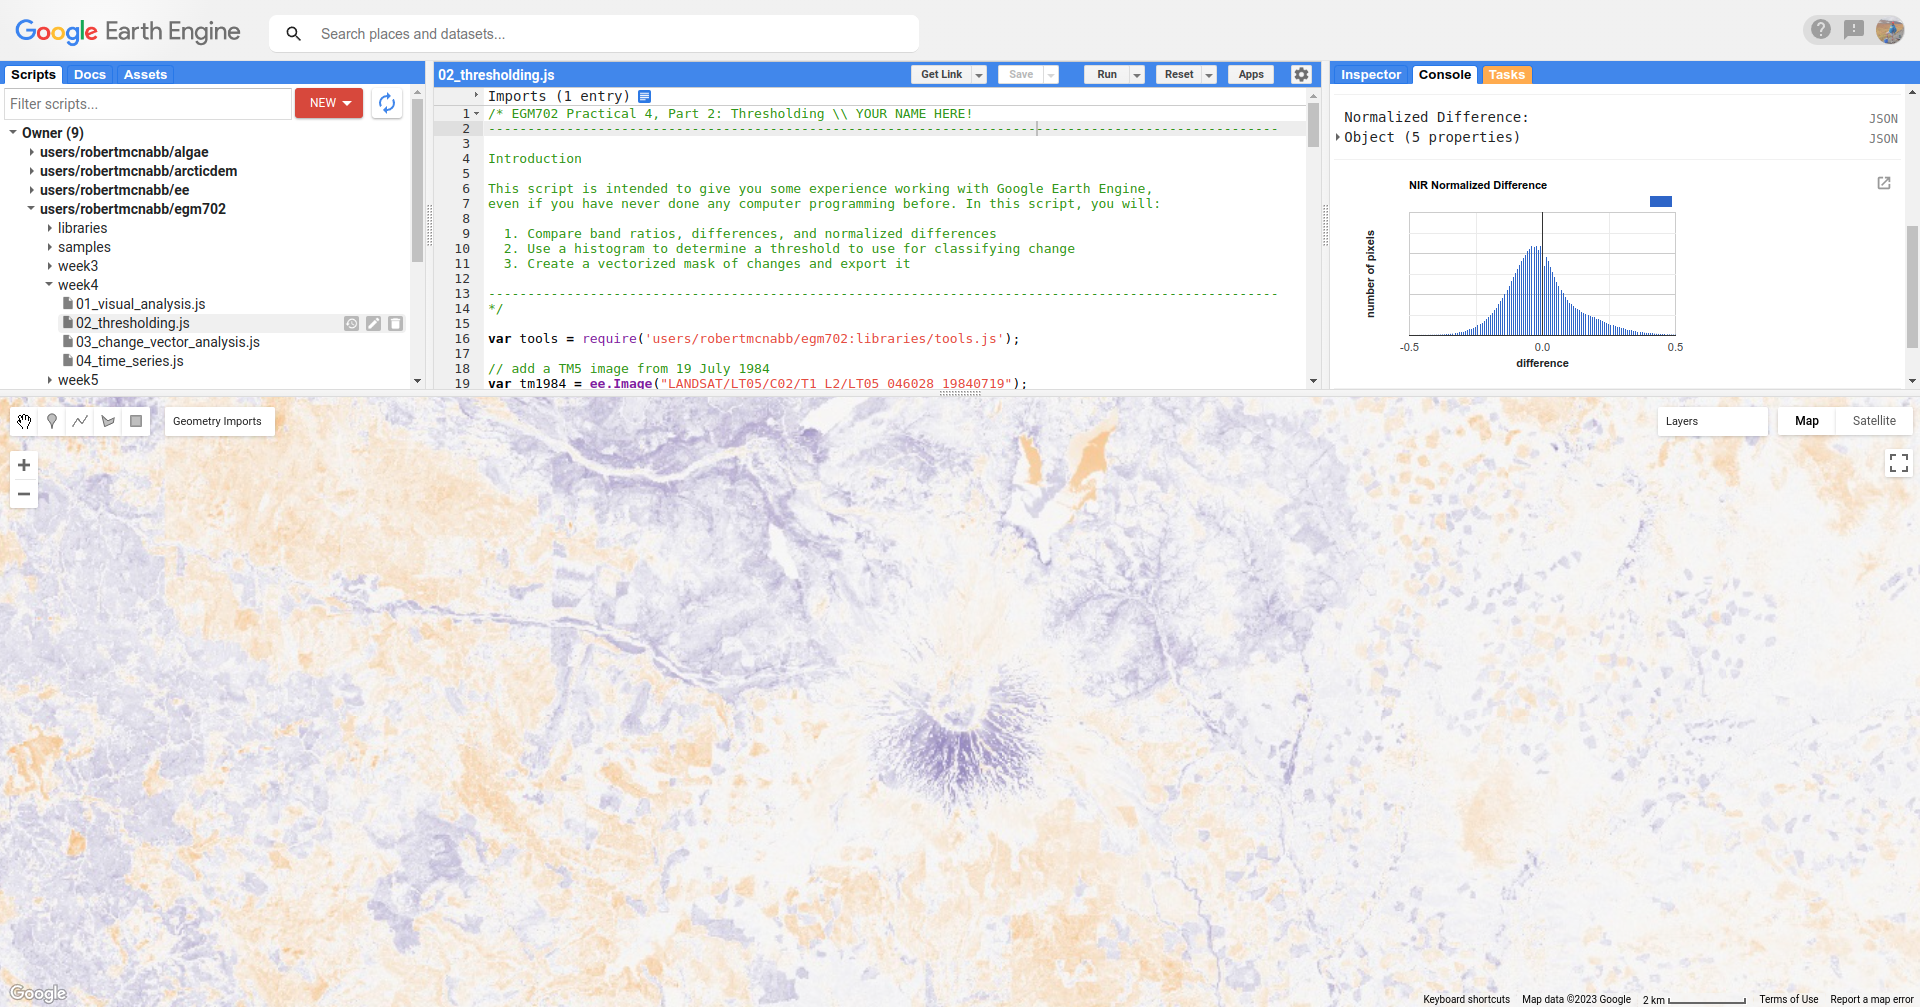 Google Earth Engine
Search places and datasets...
Scripts Docs Assets
Filter scripts...
NEW
Owner (9)
users/robertmcnabb/algae
users/robertmcnabb/arcticdem
users/robertmcnabb/ee
users/robertmcnabb/egm702
libraries
samples
week3
week4
01_visual_analysis.js
02_thresholding.js
03_change_vector_analysis.js
04_time_series.js
week5
02_thresholding.js
Get Link Save Run Reset Apps
Imports (1 entry)
1 /* EGM702 Practical 4, Part 2: Thresholding \\ YOUR NAME HERE!
2 -----------------------------------------------------------------------------------------------------
3
4 Introduction
5
6 This script is intended to give you some experience working with Google Earth Engine,
7 even if you have never done any computer programming before. In this script, you will:
8
9 1. Compare band ratios, differences, and normalized differences
10 2. Use a histogram to determine a threshold to use for classifying change
11 3. Create a vectorized mask of changes and export it
12
13 -----------------------------------------------------------------------------------------------------
14 */
15
16 var tools = require('users/robertmcnabb/egm702:libraries/tools.js');
17
18 // add a TM5 image from 19 July 1984
19 var tm1984 = ee.Image("LANDSAT/LT05/C02/T1_L2/LT05_046028_19840719");
Inspector Console Tasks
Normalized Difference: JSON
Object (5 properties) JSON
NIR Normalized Difference
number of pixels
-0.5 0.0 0.5
difference
Geometry Imports
Layers
Map Satellite
Google
Keyboard shortcuts Map data ©2023 Google 2 km Terms of Use Report a map error